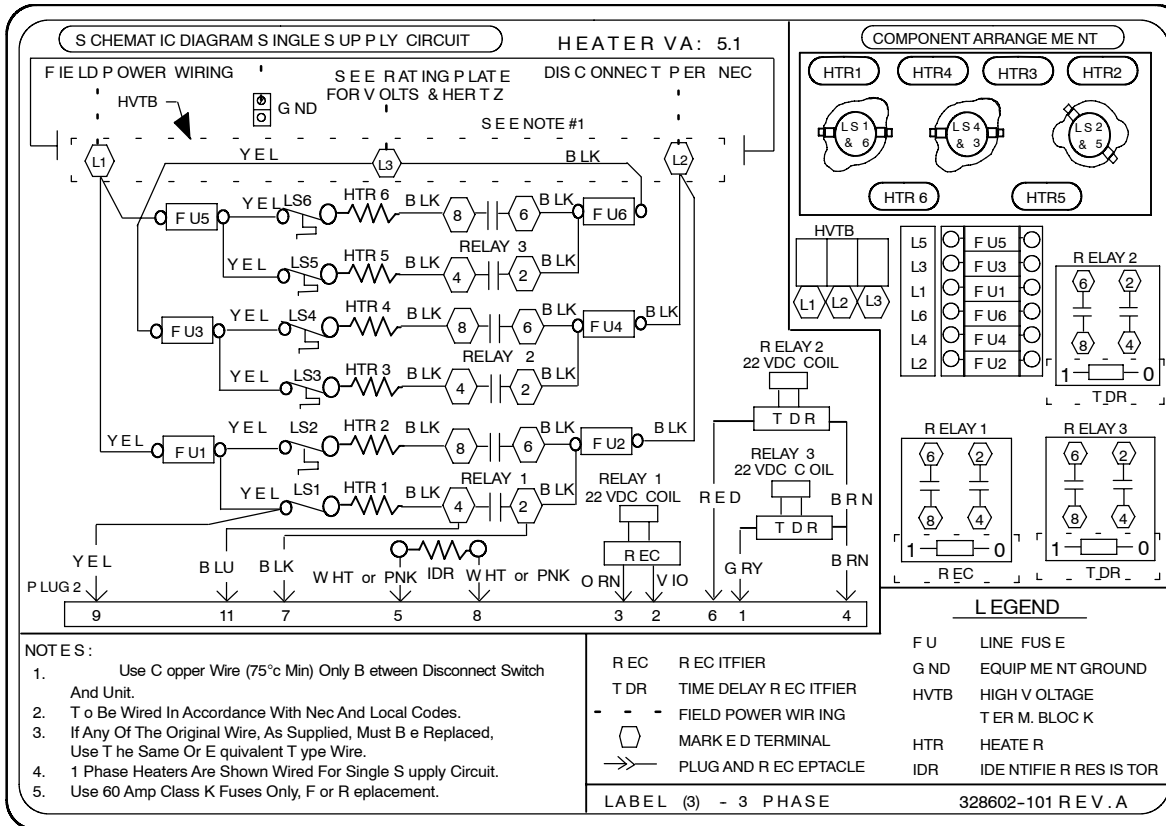 SCHEMATIC DIAGRAM SINGLE SUPPLY CIRCUIT
HEATER VA: 5.1
FIELD POWER WIRING
SEE RATING PLATE
FOR VOLTS & HERTZ
DISCONNECT PER NEC
HVTB
GND
SEE NOTE #1
L1
YEL
L3
BLK
L2
FU5
YEL
LS6
HTR 6
BLK
8
6
BLK
FU6
RELAY 3
YEL
LS5
HTR 5
BLK
4
2
BLK
FU3
YEL
LS4
HTR 4
BLK
8
6
BLK
FU4
BLK
RELAY 2
YEL
LS3
HTR 3
BLK
4
2
BLK
YEL
FU1
YEL
LS2
HTR 2
BLK
8
6
BLK
FU2
BLK
RELAY 1
YEL
LS1
HTR 1
BLK
4
2
BLK
RELAY 2
22 VDC COIL
TDR
RELAY 3
22 VDC COIL
TDR
RELAY 1
22 VDC COIL
REC
RED
BRN
GRY
BRN
YEL
BLU
BLK
WHT or PNK
IDR
WHT or PNK
ORN
VIO
PLUG 2
9
11
7
5
8
3
2
6
1
4
COMPONENT ARRANGEMENT
HTR1
HTR4
HTR3
HTR2
LS 1
& 6
LS 4
& 3
LS 2
& 5
HTR 6
HTR5
HVTB
L1
L2
L3
L5
FU5
L3
FU3
L1
FU1
L6
FU6
L4
FU4
L2
FU2
RELAY 2
6
2
8
4
1
0
TDR
RELAY 1
6
2
8
4
1
0
REC
RELAY 3
6
2
8
4
1
0
TDR
NOTES:
1. Use Copper Wire (75°c Min) Only Between Disconnect Switch
And Unit.
2. To Be Wired In Accordance With Nec And Local Codes.
3. If Any Of The Original Wire, As Supplied, Must Be Replaced,
Use The Same Or Equivalent Type Wire.
4. 1 Phase Heaters Are Shown Wired For Single Supply Circuit.
5. Use 60 Amp Class K Fuses Only, For Replacement.
LEGEND
REC RECITFIER
TDR TIME DELAY RECITFIER
FIELD POWER WIRING
MARKED TERMINAL
PLUG AND RECEPTACLE
FU LINE FUSE
GND EQUIPMENT GROUND
HVTB HIGH VOLTAGE
TERM. BLOCK
HTR HEATER
IDR IDENTIFIER RESISTOR
LABEL (3) - 3 PHASE
328602-101 REV. A